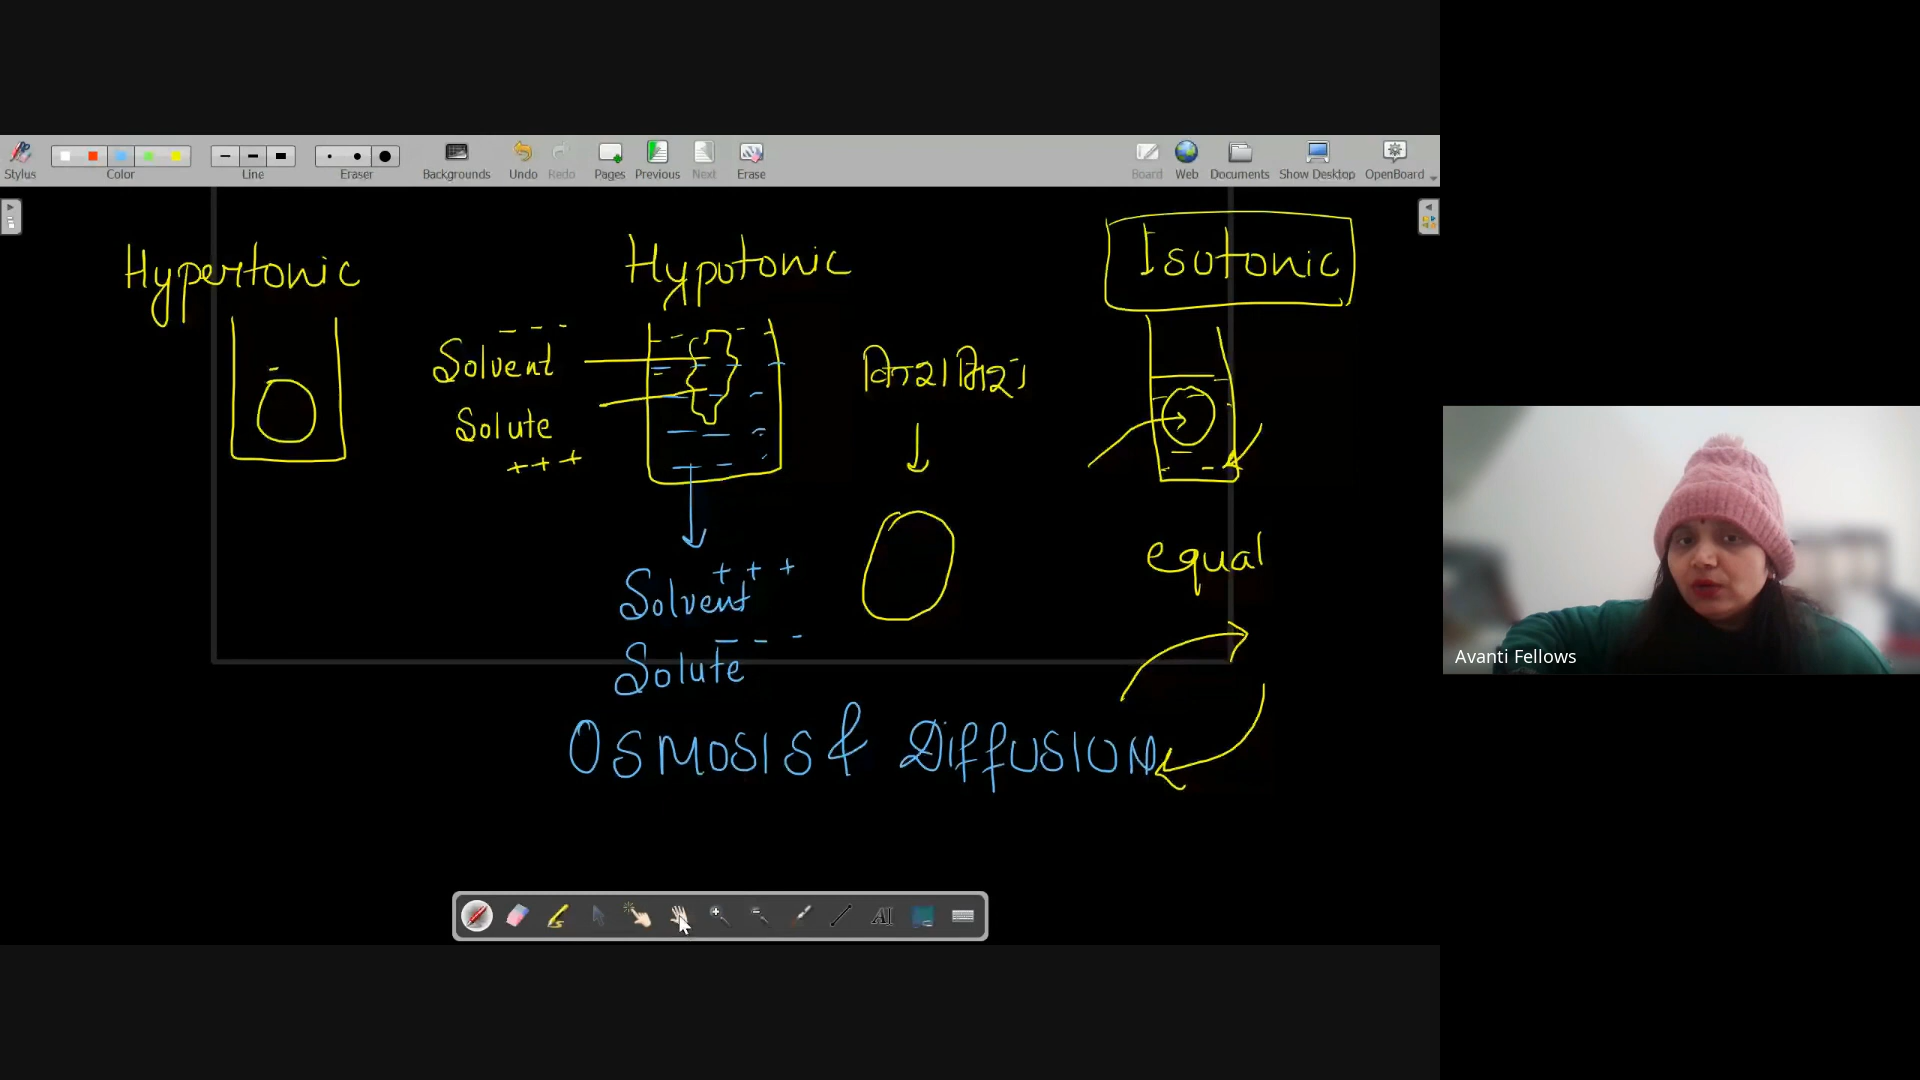 Stylus Color Line Eraser Backgrounds Undo Redo Pages Previous Next Erase Board Web Documents Show Desktop OpenBoard
Hypertonic
Hypotonic
Isotonic
- - -
Solvent
Solute
+ + +
+ + +
Solvent
- - -
Solute
equal
OSMOSIS & DIFFUSION
Avanti Fellows